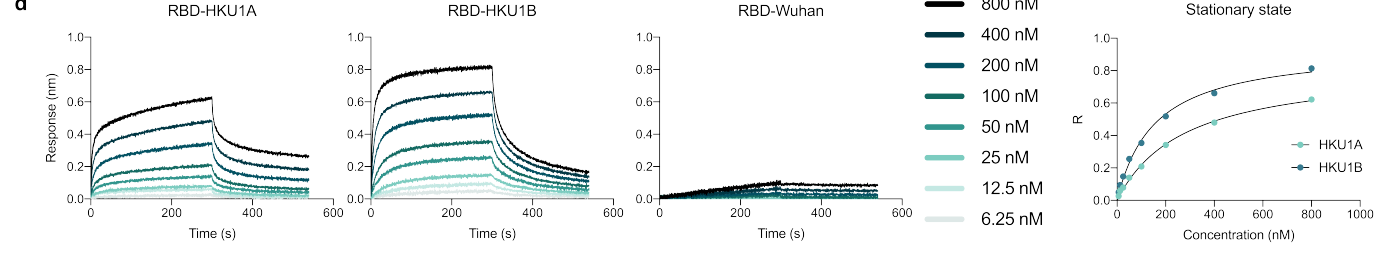 d
RBD-HKU1A
RBD-HKU1B
RBD-Wuhan
800 nM
400 nM
200 nM
100 nM
50 nM
25 nM
12.5 nM
6.25 nM
Stationary state
Response (nm)
1.0
0.8
0.6
0.4
0.2
0.0
0
200
400
600
Time (s)
1.0
0.8
0.6
0.4
0.2
0.0
0
200
400
600
Time (s)
1.0
0.8
0.6
0.4
0.2
0.0
0
200
400
600
Time (s)
R
1.0
0.8
0.6
0.4
0.2
0.0
0
200
400
600
800
1000
Concentration (nM)
HKU1A
HKU1B